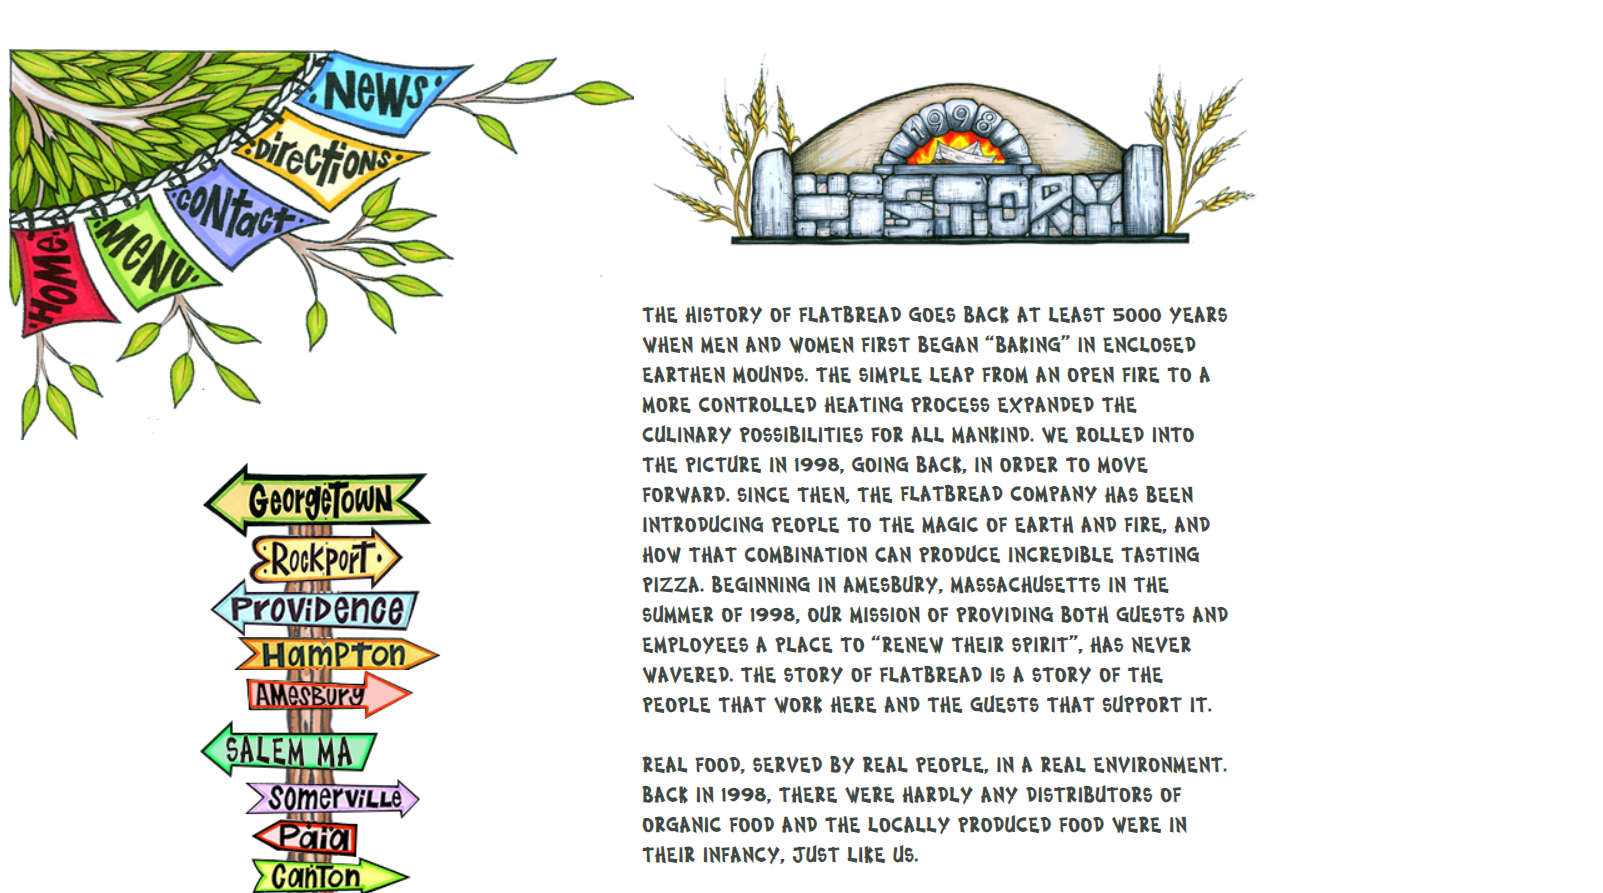 News
Directions
Contact
Menu
Home
1998
HISTORY
Georgetown
Rockport
Providence
Hampton
Amesbury
SALEM MA
Somerville
Paia
Canton
THE HISTORY OF FLATBREAD GOES BACK AT LEAST 5000 YEARS
WHEN MEN AND WOMEN FIRST BEGAN “BAKING” IN ENCLOSED
EARTHEN MOUNDS. THE SIMPLE LEAP FROM AN OPEN FIRE TO A
MORE CONTROLLED HEATING PROCESS EXPANDED THE
CULINARY POSSIBILITIES FOR ALL MANKIND. WE ROLLED INTO
THE PICTURE IN 1998, GOING BACK, IN ORDER TO MOVE
FORWARD. SINCE THEN, THE FLATBREAD COMPANY HAS BEEN
INTRODUCING PEOPLE TO THE MAGIC OF EARTH AND FIRE, AND
HOW THAT COMBINATION CAN PRODUCE INCREDIBLE TASTING
PIZZA. BEGINNING IN AMESBURY, MASSACHUSETTS IN THE
SUMMER OF 1998, OUR MISSION OF PROVIDING BOTH GUESTS AND
EMPLOYEES A PLACE TO “RENEW THEIR SPIRIT”, HAS NEVER
WAVERED. THE STORY OF FLATBREAD IS A STORY OF THE
PEOPLE THAT WORK HERE AND THE GUESTS THAT SUPPORT IT.
REAL FOOD, SERVED BY REAL PEOPLE, IN A REAL ENVIRONMENT.
BACK IN 1998, THERE WERE HARDLY ANY DISTRIBUTORS OF
ORGANIC FOOD AND THE LOCALLY PRODUCED FOOD WERE IN
THEIR INFANCY, JUST LIKE US.